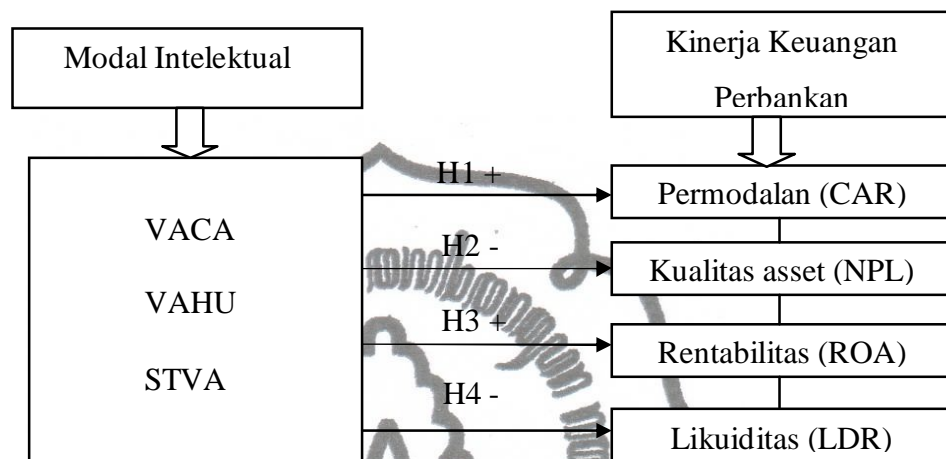 Modal Intelektual
Kinerja Keuangan
Perbankan
VACA
VAHU
STVA
H1 +
H2 -
H3 +
H4 -
Permodalan (CAR)
Kualitas asset (NPL)
Rentabilitas (ROA)
Likuiditas (LDR)